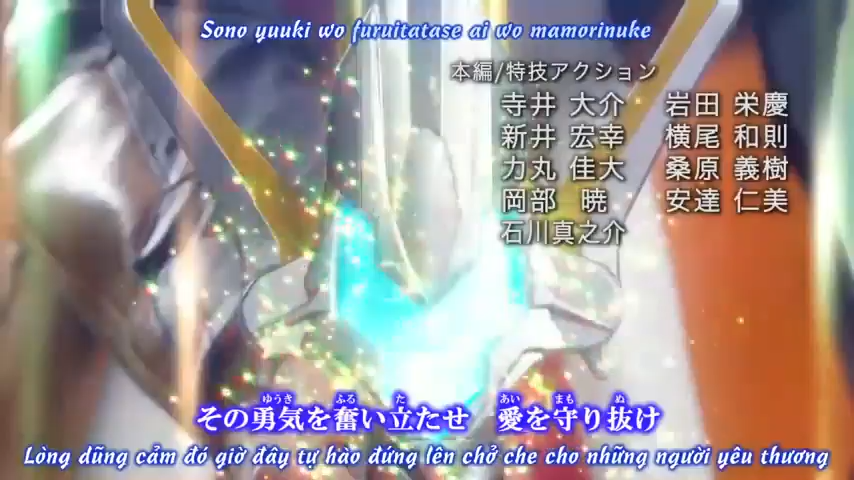 Sono yuuki wo furuitatase ai wo mamorinuke
本編/特技アクション
寺井 大介 岩田 栄慶
新井 宏幸 横尾 和則
力丸 佳大 桑原 義樹
岡部 暁 安達 仁美
石川真之介
ゆうき ふる た あい まも ぬ
その勇気を奮い立たせ 愛を守り抜け
Lòng dũng cảm đó giờ đây tự hào đứng lên chở che cho những người yêu thương